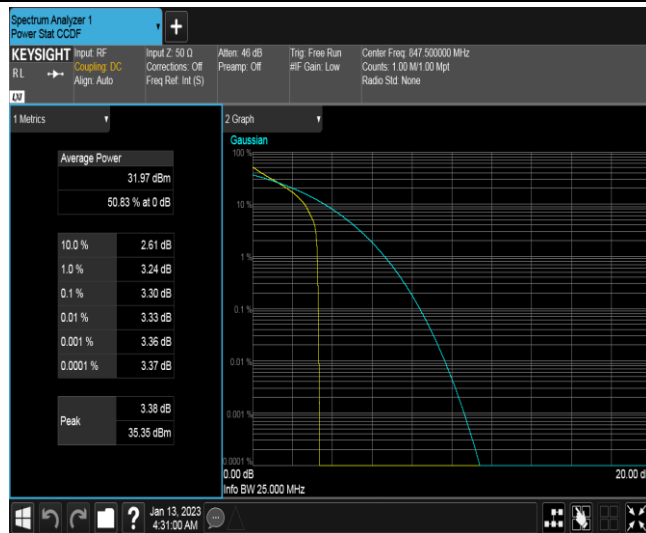 Spectrum Analyzer 1
Power Stat CCDF
+
KEYSIGHT
RL
Input: RF
Coupling: DC
Align: Auto
Input Z: 50 Ω
Corrections: Off
Freq Ref: Int (S)
Atten: 46 dB
Preamp: Off
Trig: Free Run
#IF Gain: Low
Center Freq: 847.500000 MHz
Counts: 1.00 M/1.00 Mpt
Radio Std: None
1 Metrics
Average Power
31.97 dBm
50.83 % at 0 dB
10.0 % 2.61 dB
1.0 % 3.24 dB
0.1 % 3.30 dB
0.01 % 3.33 dB
0.001 % 3.36 dB
0.0001 % 3.37 dB
Peak
3.38 dB
35.35 dBm
2 Graph
Gaussian
100 %
10 %
1 %
0.1 %
0.01 %
0.001 %
0.0001 %
0.00 dB
20.00 d
Info BW 25.000 MHz
?
Jan 13, 2023
4:31:00 AM